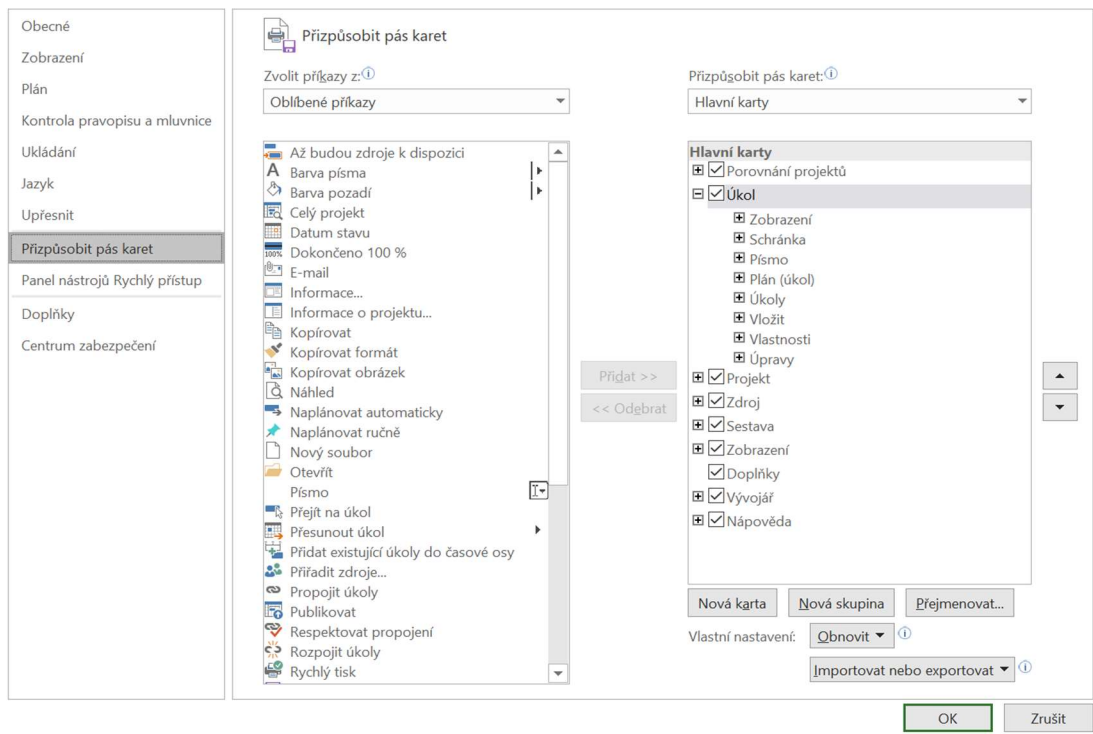 Obecné
Zobrazení
Plán
Kontrola pravopisu a mluvnice
Ukládání
Jazyk
Upřesnit
Přizpůsobit pás karet
Panel nástrojů Rychlý přístup
Doplňky
Centrum zabezpečení
Přizpůsobit pás karet
Zvolit příkazy z:
Oblíbené příkazy
Až budou zdroje k dispozici
Barva písma
Barva pozadí
Celý projekt
Datum stavu
100% Dokončeno 100 %
E-mail
Informace...
Informace o projektu...
Kopírovat
Kopírovat formát
Kopírovat obrázek
Náhled
Naplánovat automaticky
Naplánovat ručně
Nový soubor
Otevřít
Písmo
Přejít na úkol
Přesunout úkol
Přidat existující úkoly do časové osy
Přiřadit zdroje...
Propojit úkoly
Publikovat
Respektovat propojení
Rozpojit úkoly
Rychlý tisk
Přidat >>
<< Odebrat
Přizpůsobit pás karet:
Hlavní karty
Hlavní karty
Porovnání projektů
Úkol
Zobrazení
Schránka
Písmo
Plán (úkol)
Úkoly
Vložit
Vlastnosti
Úpravy
Projekt
Zdroj
Sestava
Zobrazení
Doplňky
Vývojář
Nápověda
Nová karta Nová skupina Přejmenovat...
Vlastní nastavení: Obnovit
Importovat nebo exportovat
OK Zrušit